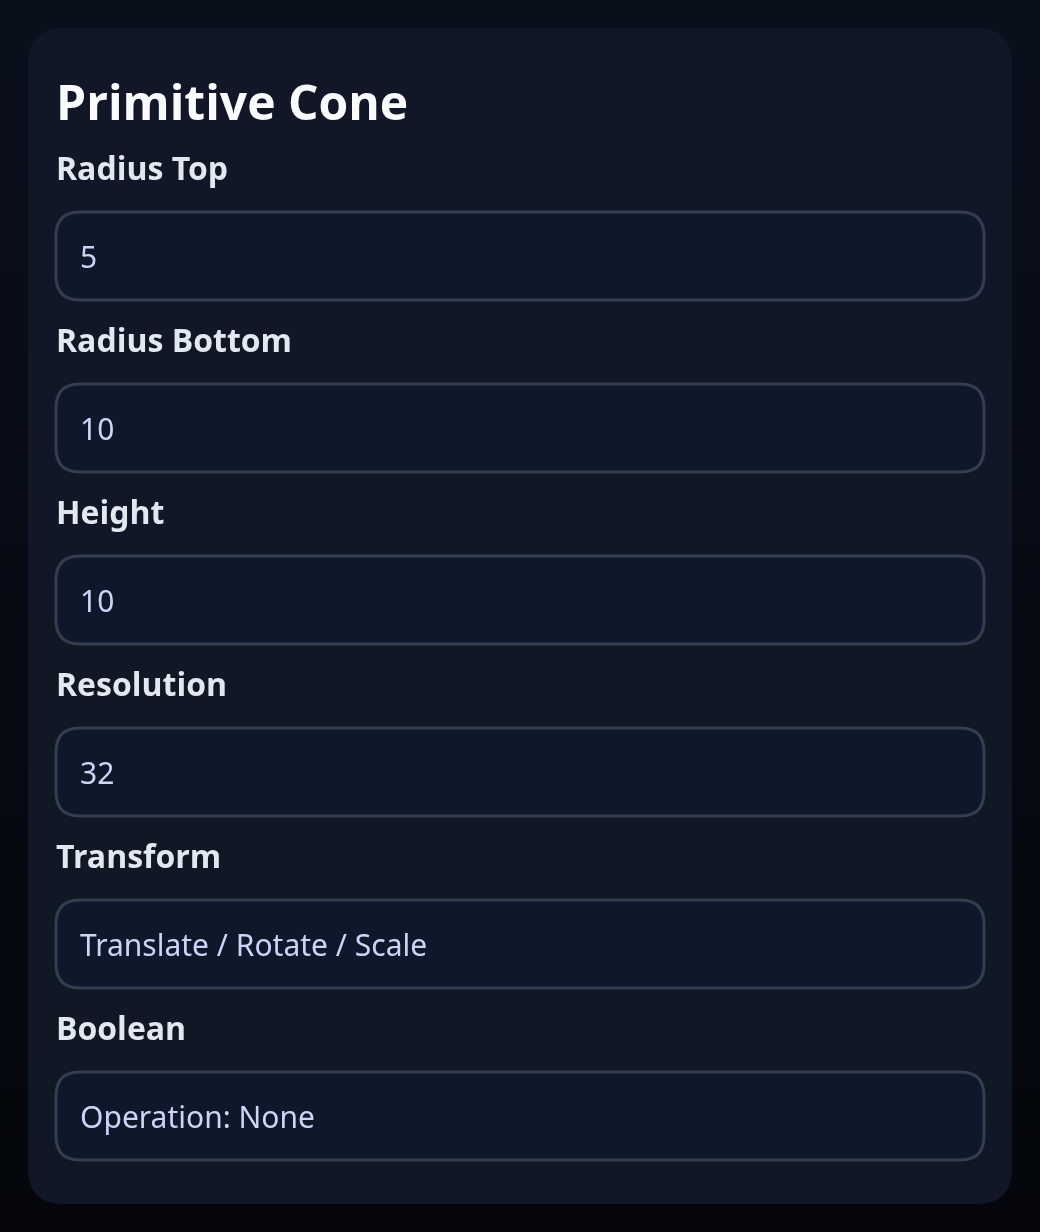 Primitive Cone
Radius Top
5
Radius Bottom
10
Height
10
Resolution
32
Transform
Translate / Rotate / Scale
Boolean
Operation: None